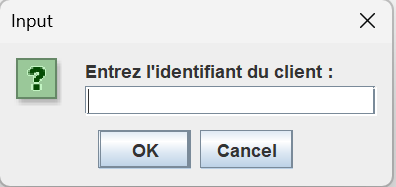 Input
Entrez l'identifiant du client :
OK
Cancel